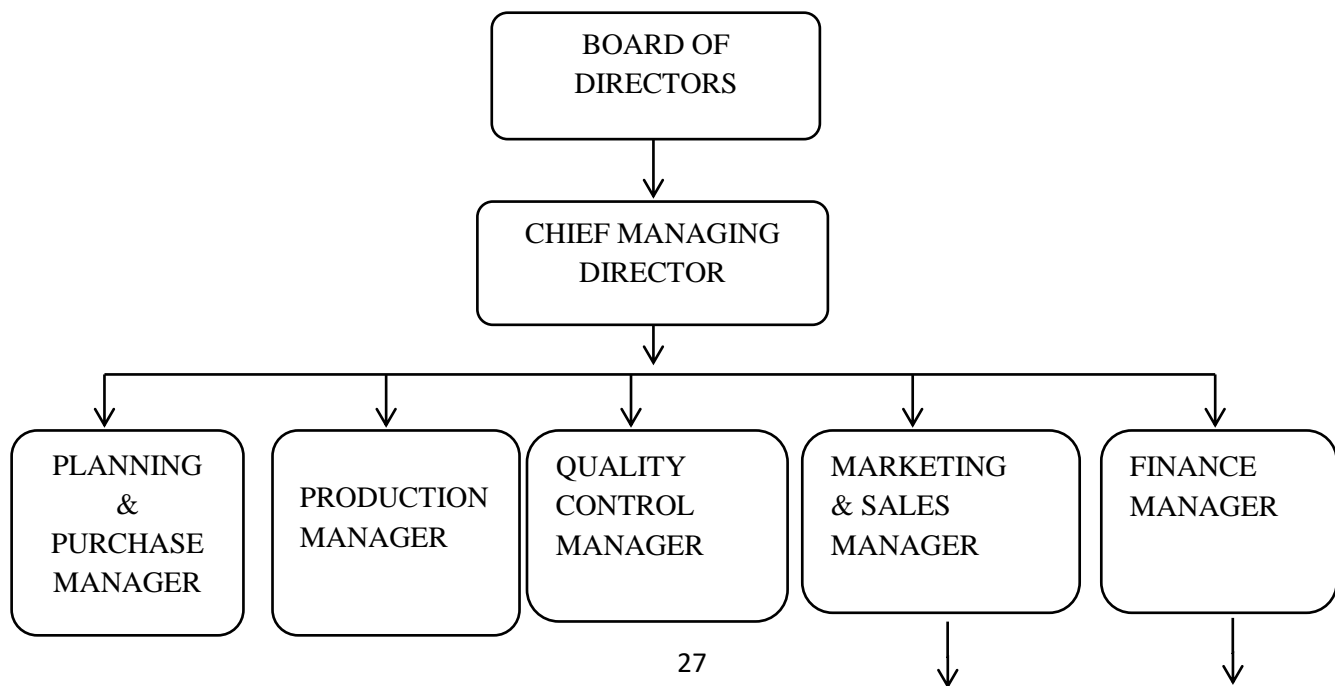 BOARD OF
DIRECTORS
CHIEF MANAGING
DIRECTOR
PLANNING
&
PURCHASE
MANAGER
PRODUCTION
MANAGER
QUALITY
CONTROL
MANAGER
MARKETING
& SALES
MANAGER
FINANCE
MANAGER
27